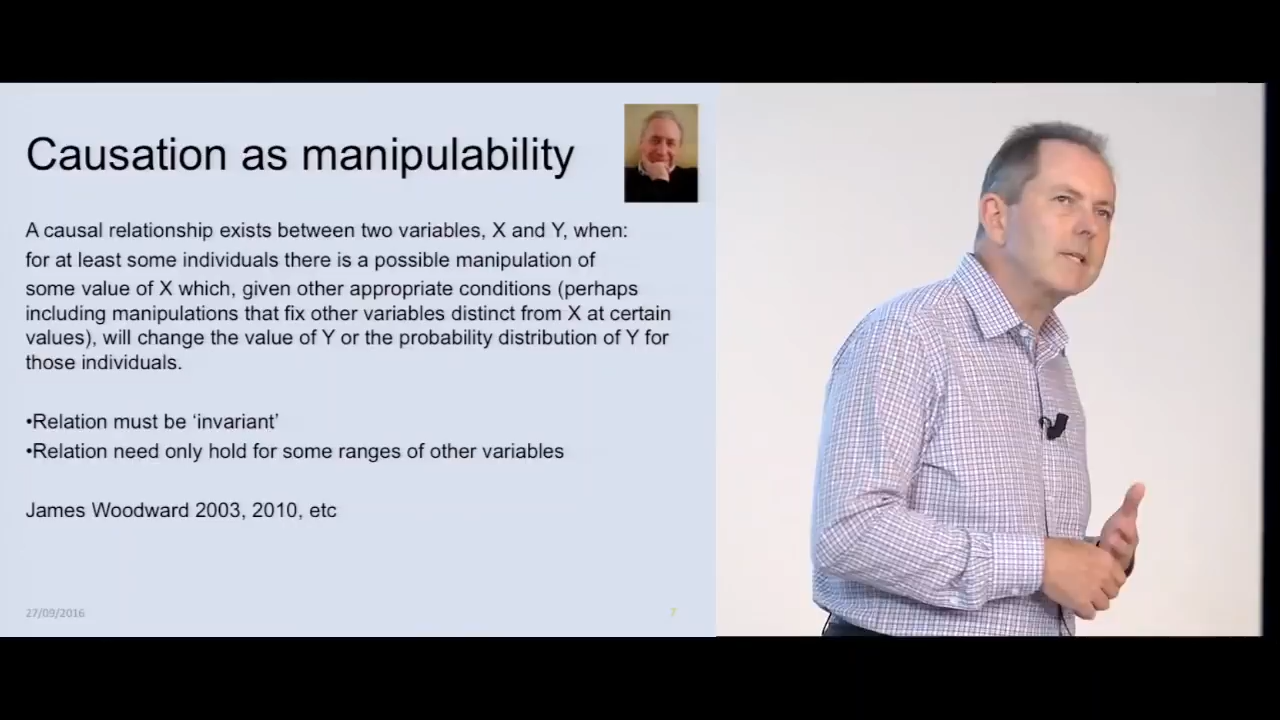 Causation as manipulability
A causal relationship exists between two variables, X and Y, when:
for at least some individuals there is a possible manipulation of
some value of X which, given other appropriate conditions (perhaps
including manipulations that fix other variables distinct from X at certain
values), will change the value of Y or the probability distribution of Y for
those individuals.
•Relation must be ‘invariant’
•Relation need only hold for some ranges of other variables
James Woodward 2003, 2010, etc
27/09/2016
7